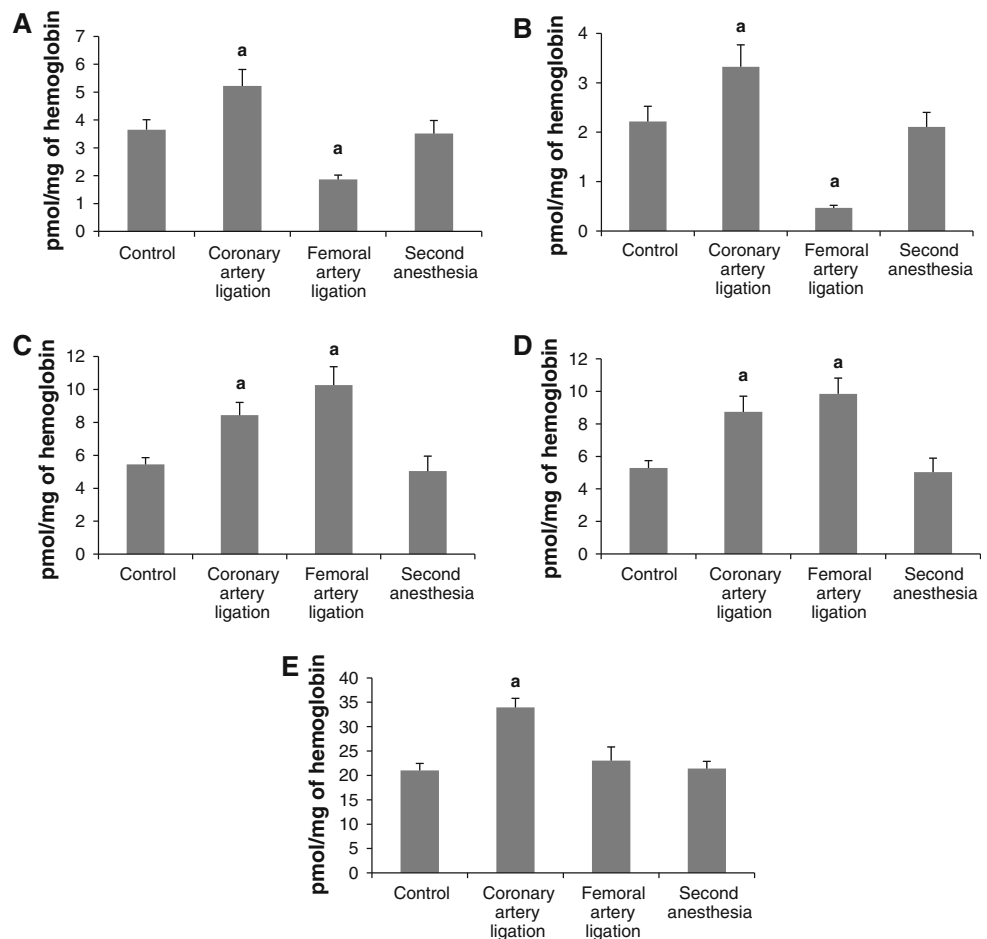 A
pmol/mg of hemoglobin
7
6
5
4
3
2
1
0
a
a
Control
Coronary
artery
ligation
Femoral
artery
ligation
Second
anesthesia
B
pmol/mg of hemoglobin
4
3
2
1
0
a
a
Control
Coronary
artery
ligation
Femoral
artery
ligation
Second
anesthesia
C
pmol/mg of hemoglobin
12
10
8
6
4
2
0
a
a
Control
Coronary
artery
ligation
Femoral
artery
ligation
Second
anesthesia
D
pmol/mg of hemoglobin
12
10
8
6
4
2
0
a
a
Control
Coronary
artery
ligation
Femoral
artery
ligation
Second
anesthesia
E
pmol/mg of hemoglobin
40
35
30
25
20
15
10
5
0
a
Control
Coronary
artery
ligation
Femoral
artery
ligation
Second
anesthesia